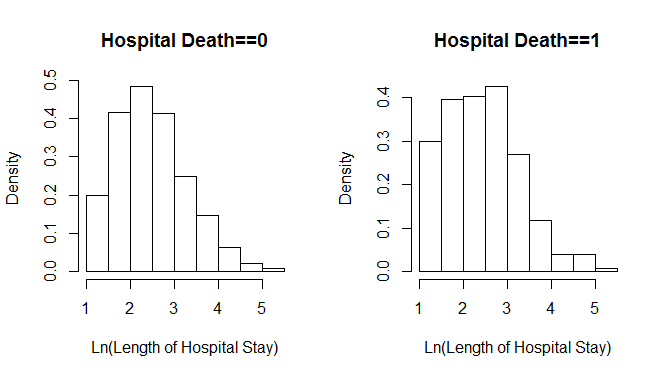 Hospital Death==0
Density
0.0 0.1 0.2 0.3 0.4 0.5
1 2 3 4 5
Ln(Length of Hospital Stay)
Hospital Death==1
Density
0.0 0.1 0.2 0.3 0.4
1 2 3 4 5
Ln(Length of Hospital Stay)